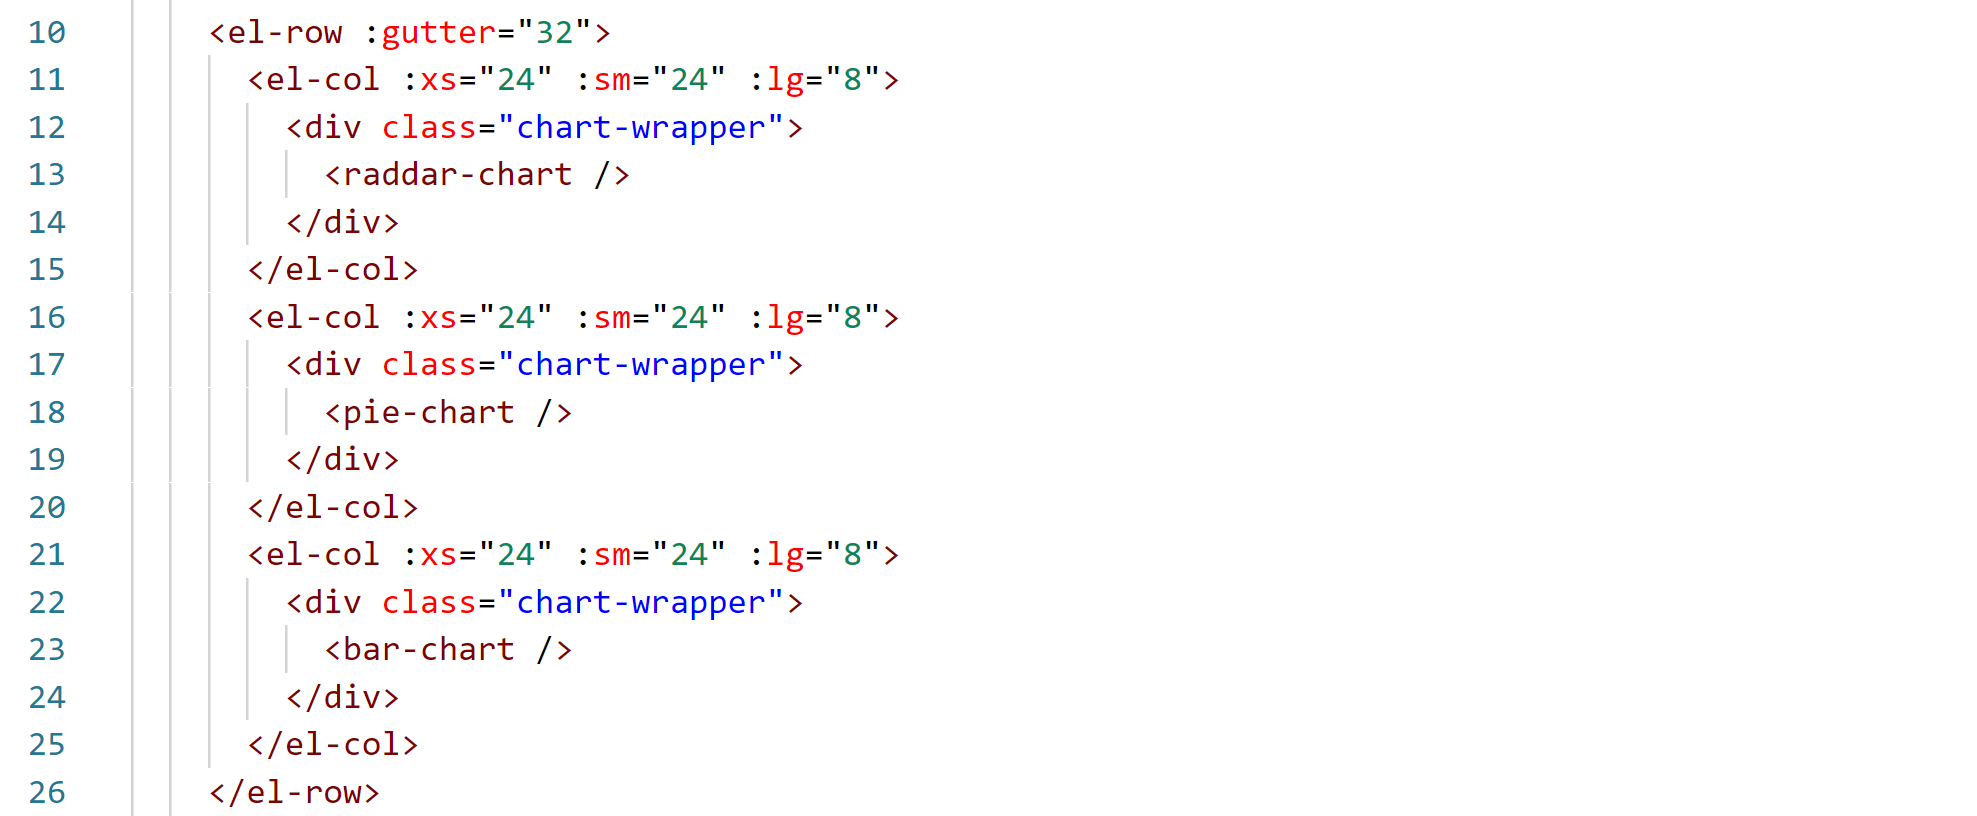 10 <el-row :gutter="32">
11 <el-col :xs="24" :sm="24" :lg="8">
12 <div class="chart-wrapper">
13 <raddar-chart />
14 </div>
15 </el-col>
16 <el-col :xs="24" :sm="24" :lg="8">
17 <div class="chart-wrapper">
18 <pie-chart />
19 </div>
20 </el-col>
21 <el-col :xs="24" :sm="24" :lg="8">
22 <div class="chart-wrapper">
23 <bar-chart />
24 </div>
25 </el-col>
26 </el-row>